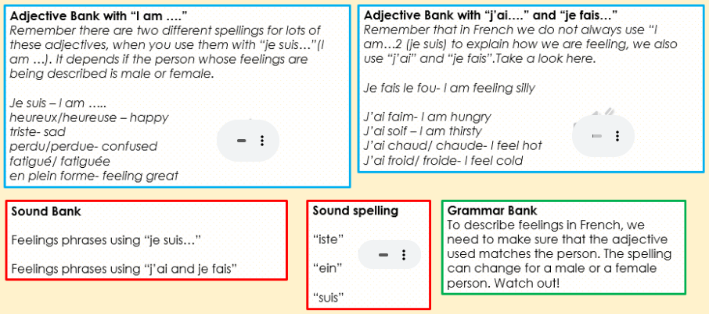 Adjective Bank with “I am ….”
Remember there are two different spellings for lots of
these adjectives, when you use them with “je suis…”(I
am …). It depends if the person whose feelings are
being described is male or female.
Je suis – I am …..
heureux/heureuse – happy
triste- sad
perdu/perdue- confused
fatigué/ fatiguée
en plein forme- feeling great
Adjective Bank with “j’ai….” and “je fais…”
Remember that in French we do not always use “I
am…2 (je suis) to explain how we are feeling, we also
use “j’ai” and “je fais”.Take a look here.
Je fais le fou- I am feeling silly
J’ai faim- I am hungry
J’ai soif – I am thirsty
J’ai chaud/ chaude- I feel hot
J’ai froid/ froide- I feel cold
Sound Bank
Feelings phrases using “je suis…”
Feelings phrases using “j’ai and je fais”
Sound spelling
“iste”
“ein”
“suis”
Grammar Bank
To describe feelings in French, we
need to make sure that the adjective
used matches the person. The spelling
can change for a male or a female
person. Watch out!